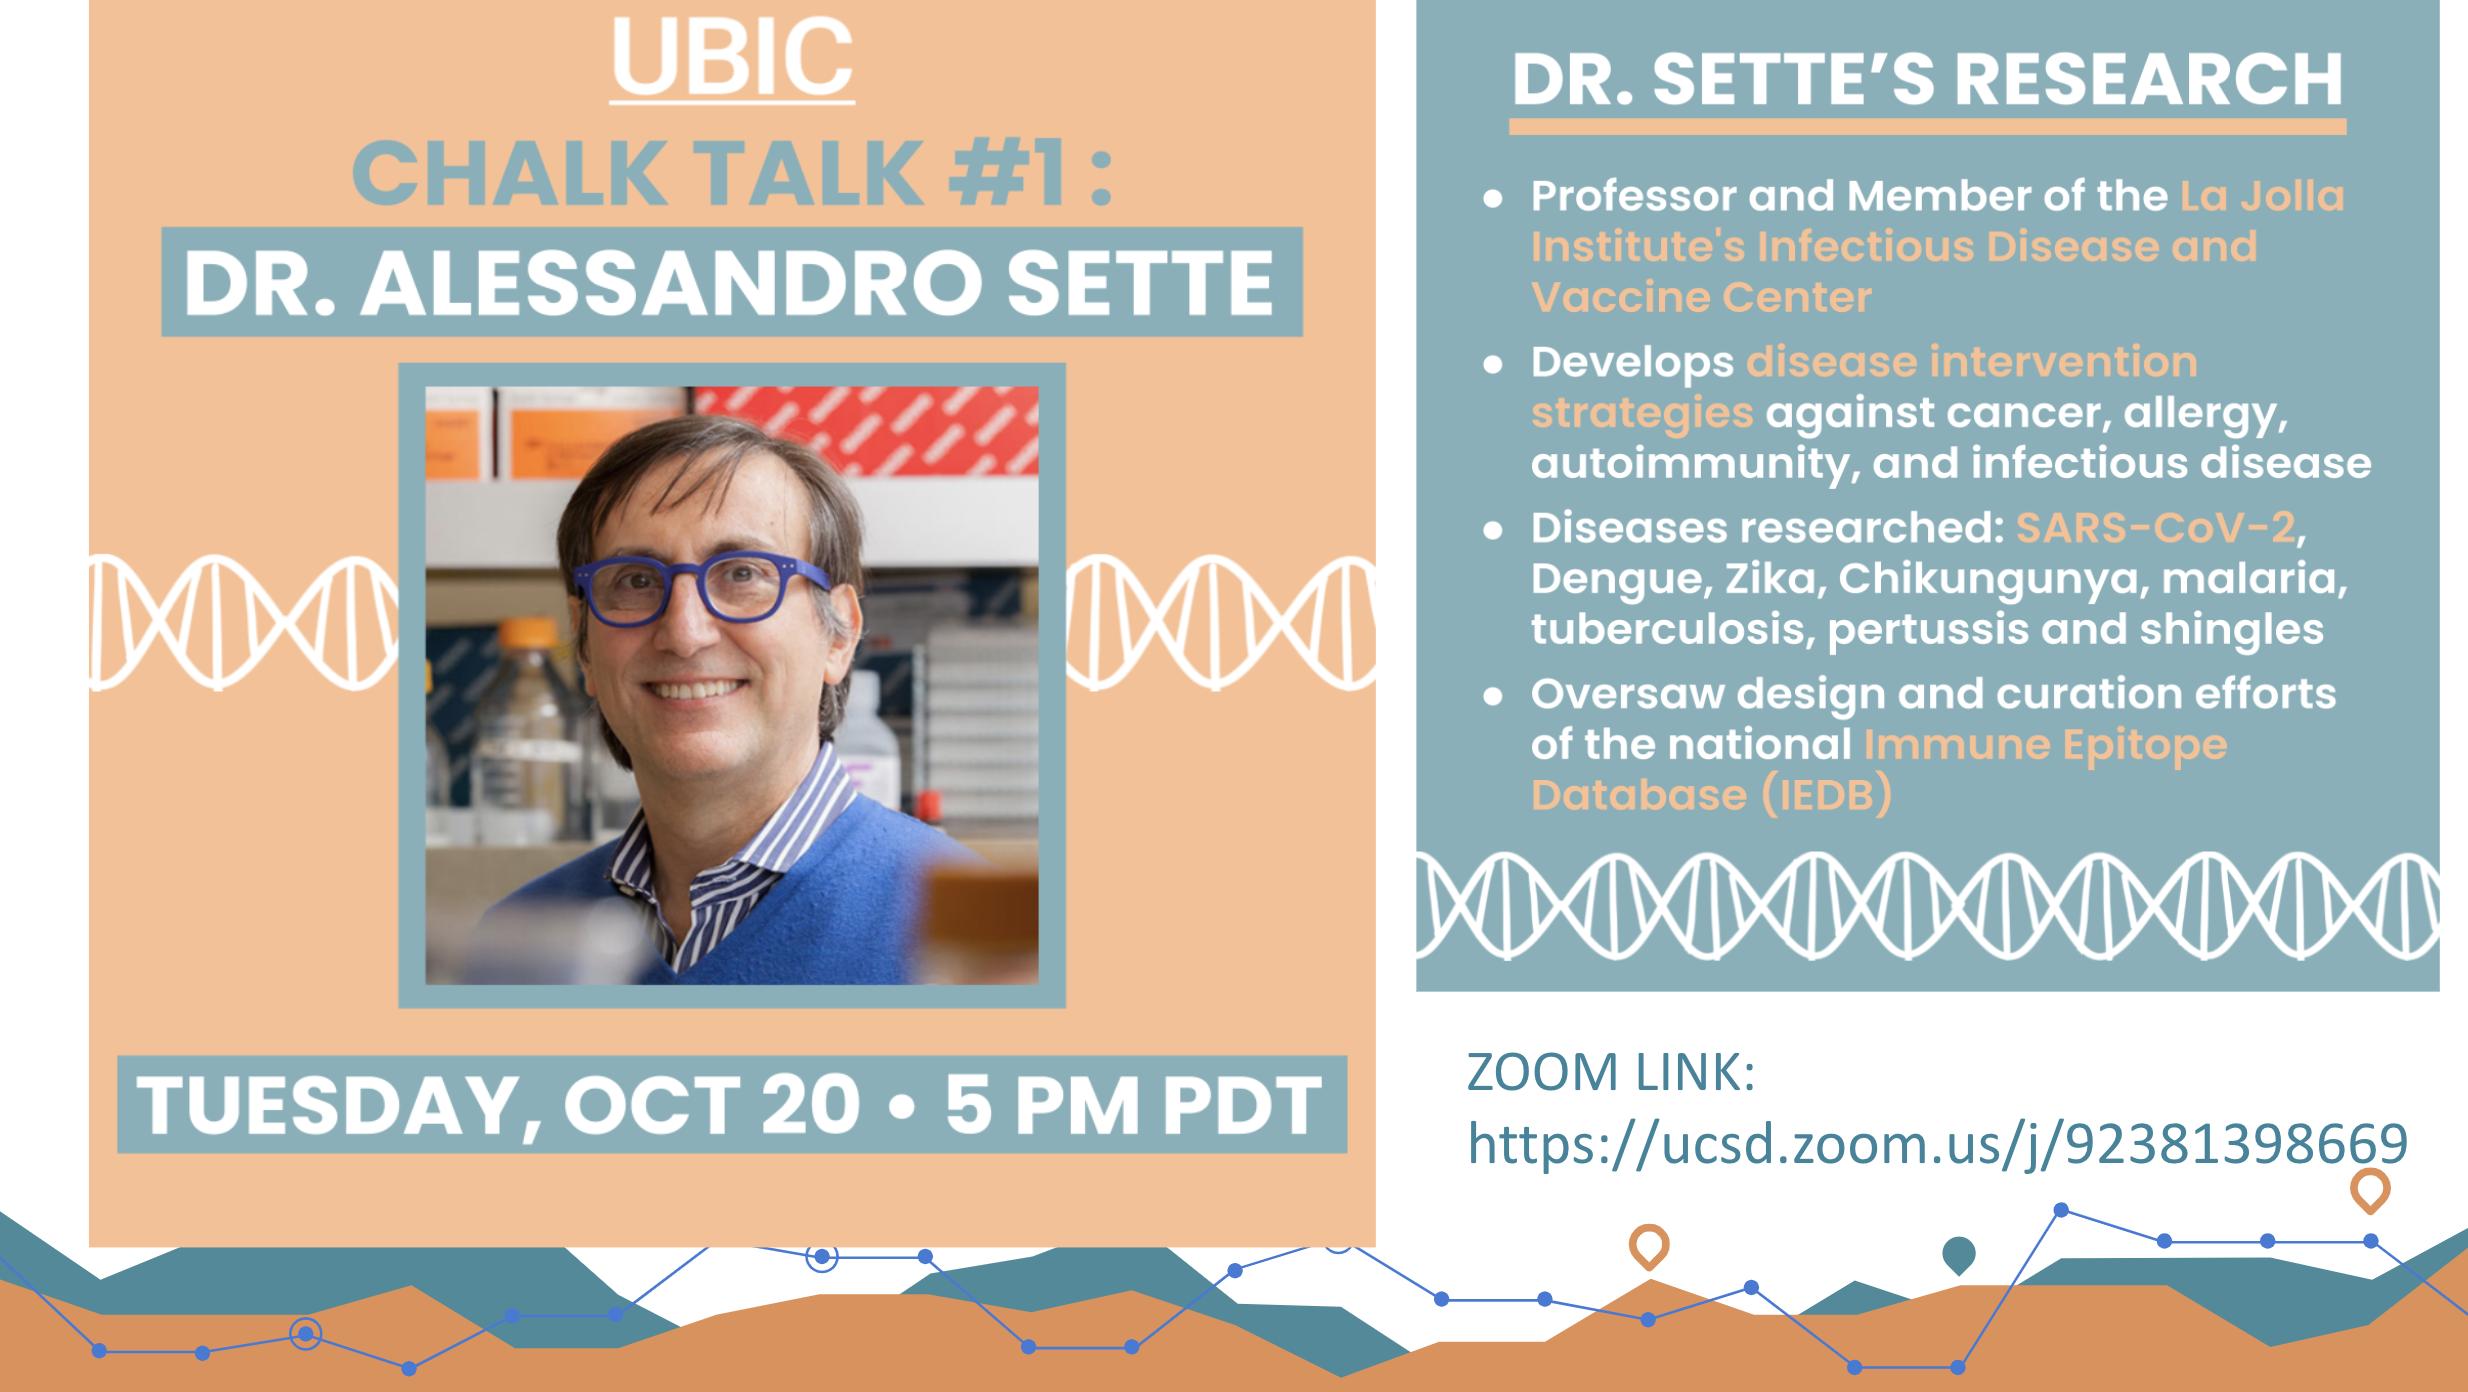 UBIC
CHALK TALK #1 :
DR. ALESSANDRO SETTE
TUESDAY, OCT 20 • 5 PM PDT
DR. SETTE’S RESEARCH
● Professor and Member of the La Jolla
Institute's Infectious Disease and
Vaccine Center
● Develops disease intervention
strategies against cancer, allergy,
autoimmunity, and infectious disease
● Diseases researched: SARS-CoV-2,
Dengue, Zika, Chikungunya, malaria,
tuberculosis, pertussis and shingles
● Oversaw design and curation efforts
of the national Immune Epitope
Database (IEDB)
ZOOM LINK:
https://ucsd.zoom.us/j/92381398669